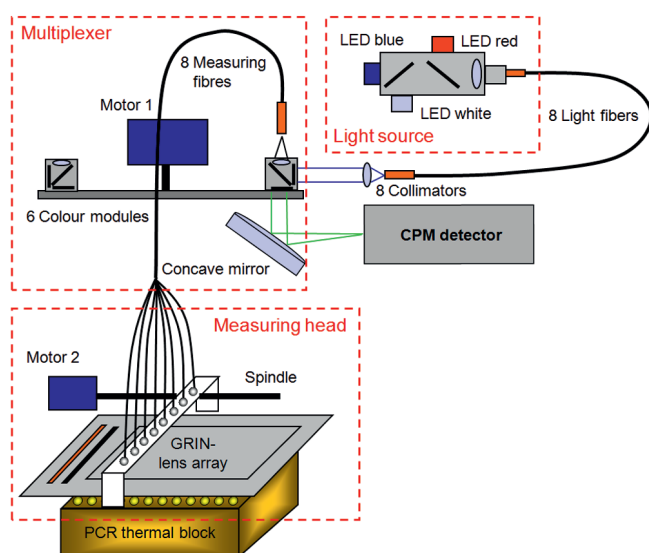 Multiplexer
8 Measuring
fibres
Motor 1
6 Colour modules
Concave mirror
LED blue
LED red
LED white
Light source
8 Light fibers
8 Collimators
CPM detector
Measuring head
Motor 2
Spindle
GRIN-
lens array
PCR thermal block